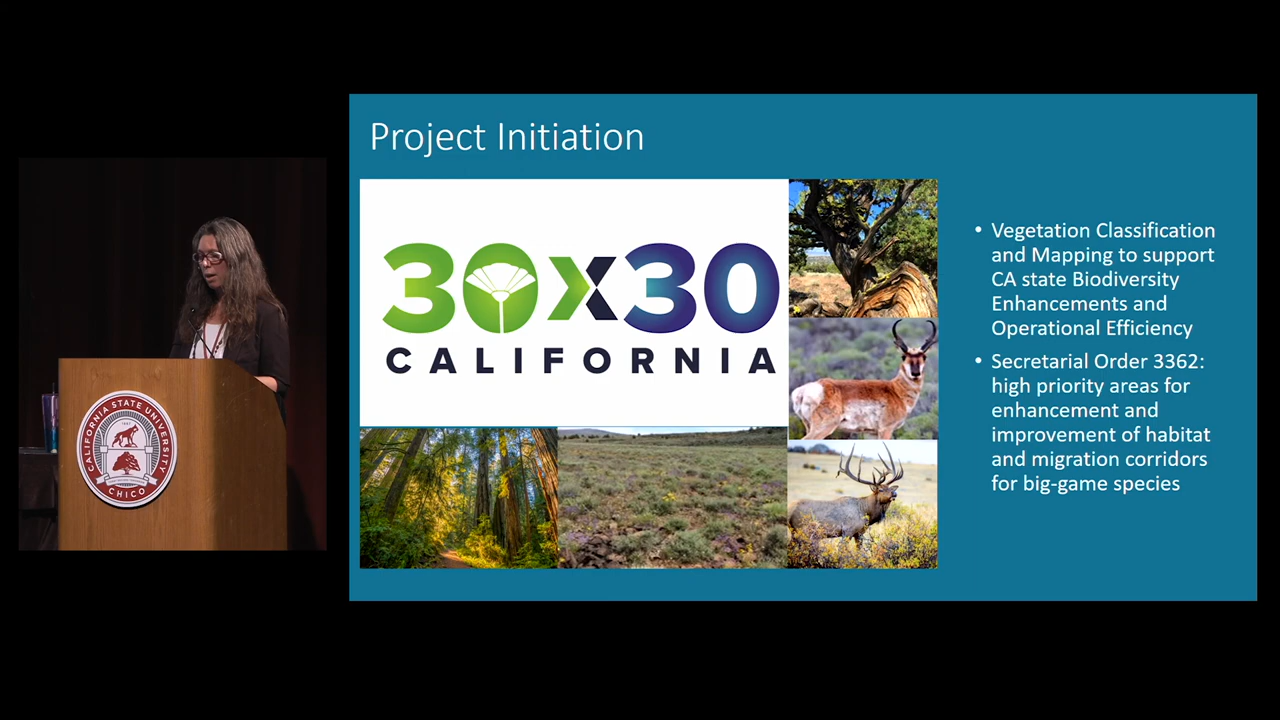 Project Initiation
30x30
CALIFORNIA
• Vegetation Classification
and Mapping to support
CA state Biodiversity
Enhancements and
Operational Efficiency
• Secretarial Order 3362:
high priority areas for
enhancement and
improvement of habitat
and migration corridors
for big-game species
CALIFORNIA STATE UNIVERSITY
CHICO